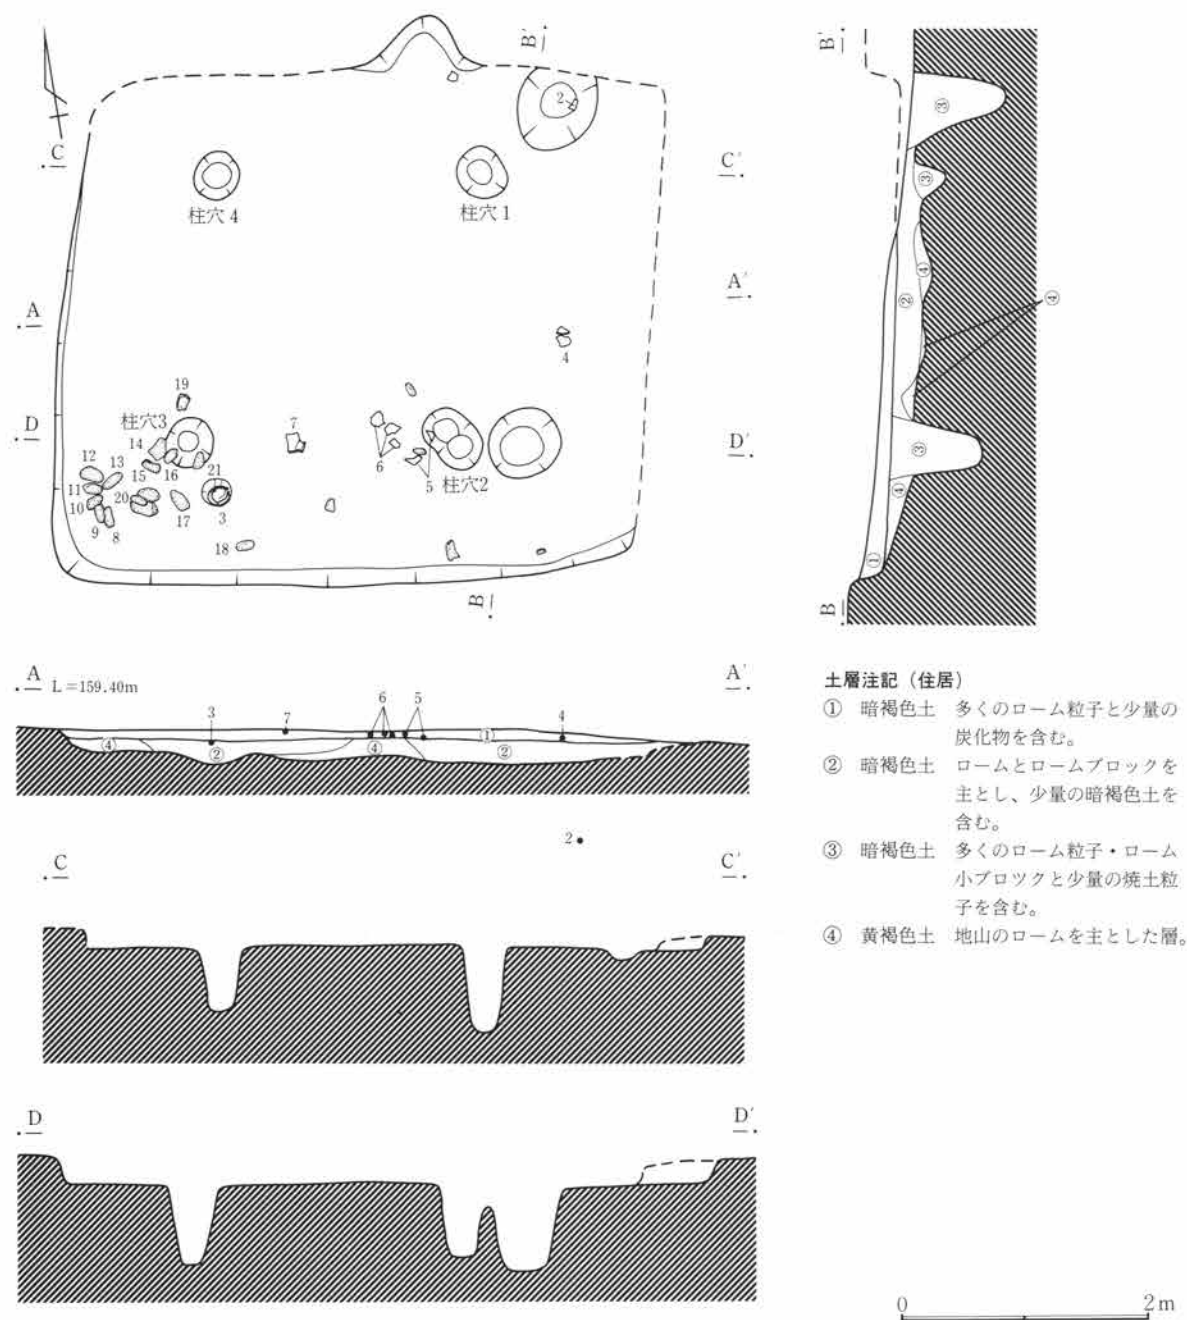 B′
B′
2
C
C′
柱穴4
柱穴1
A
A′
4
19
柱穴3
D
D′
7
14
6
12
13
15
16
21
5
柱穴2
11
20
10
17
3
9
8
18
B
B
③
③
④
②
④
③
④
①
A
L=159.40m
A′
3
7
6
5
4
④
②
④
①
②
2
C
C′
D
D′
土層注記(住居)
① 暗褐色土 多くのローム粒子と少量の
炭化物を含む。
② 暗褐色土 ロームとロームブロックを
主とし、少量の暗褐色土を
含む。
③ 暗褐色土 多くのローム粒子・ローム
小ブロツクと少量の焼土粒
子を含む。
④ 黄褐色土 地山のロームを主とした層。
0
2m